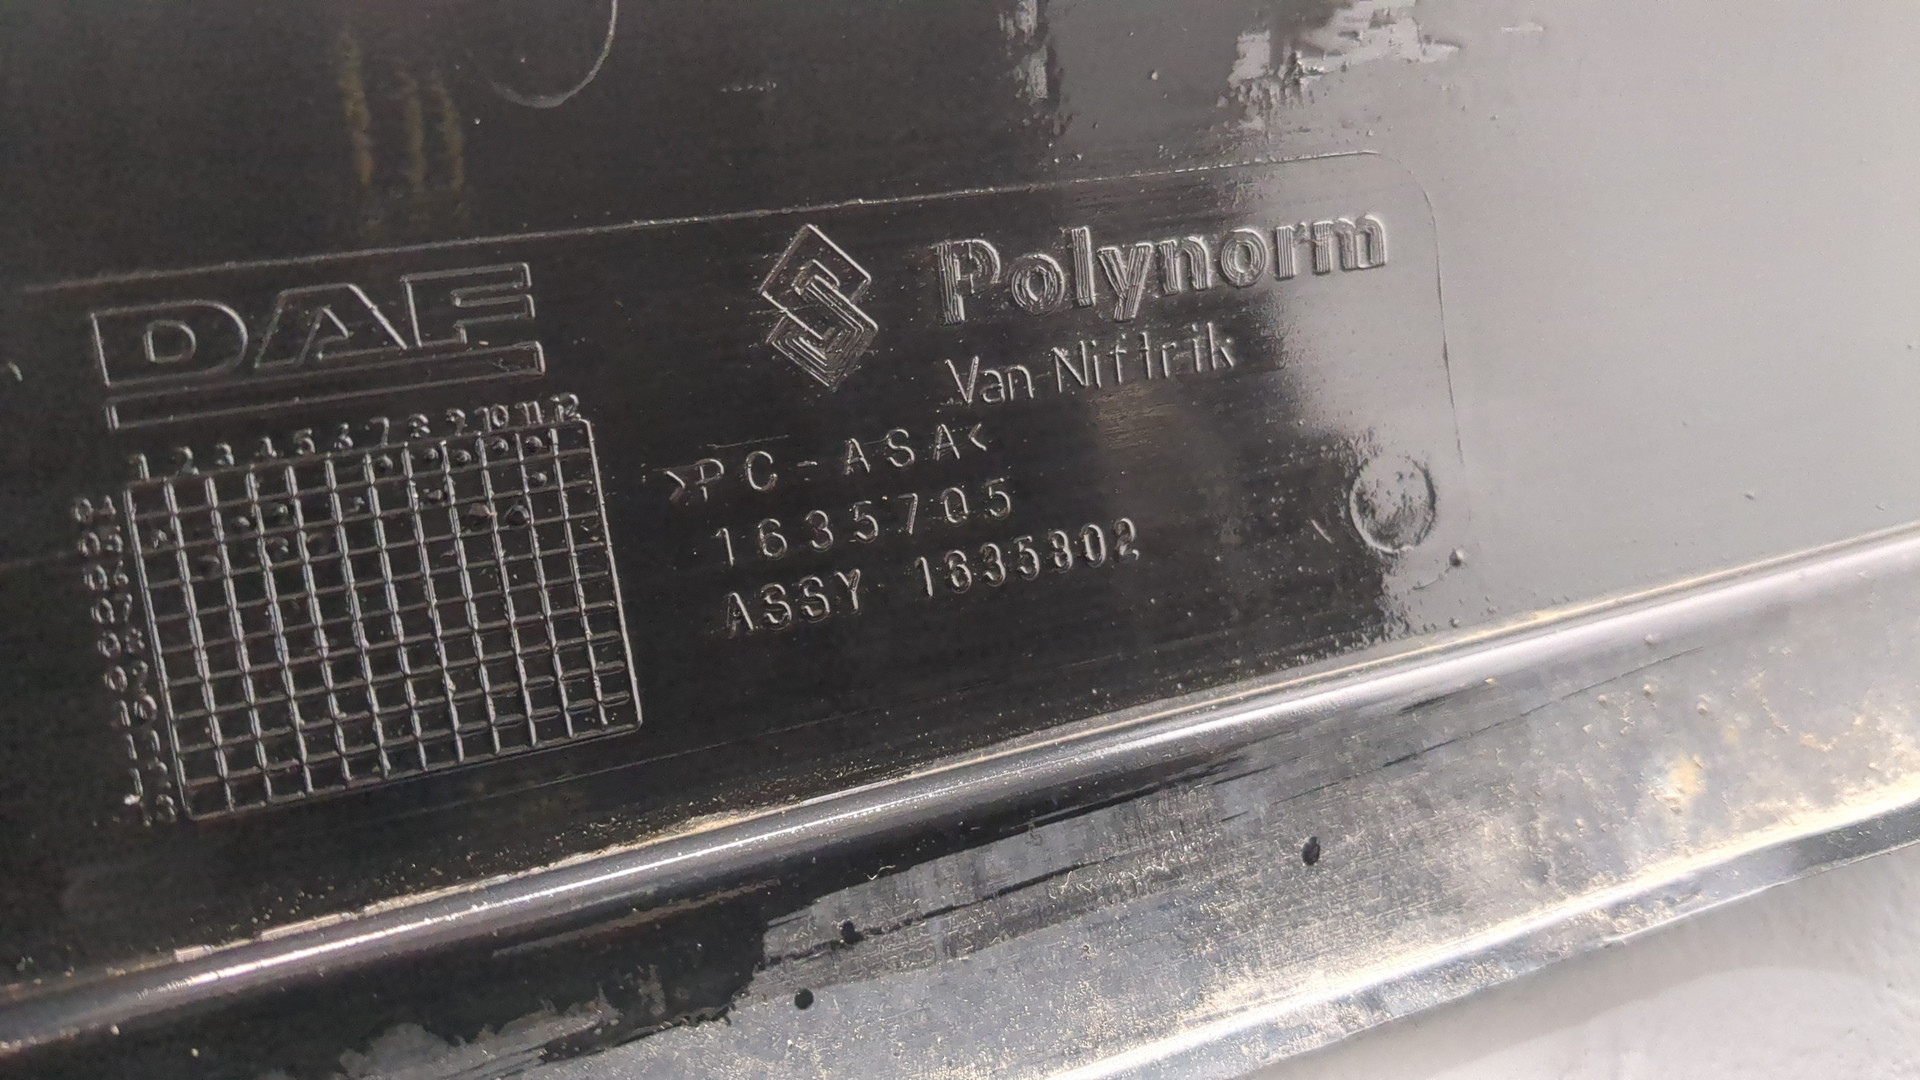 DAF
Polynorm
Van Niftrik
1 2 3 4 5 6 7 8 9 10 11 12
>PC-ASA<
1635705
ASSY 1635802